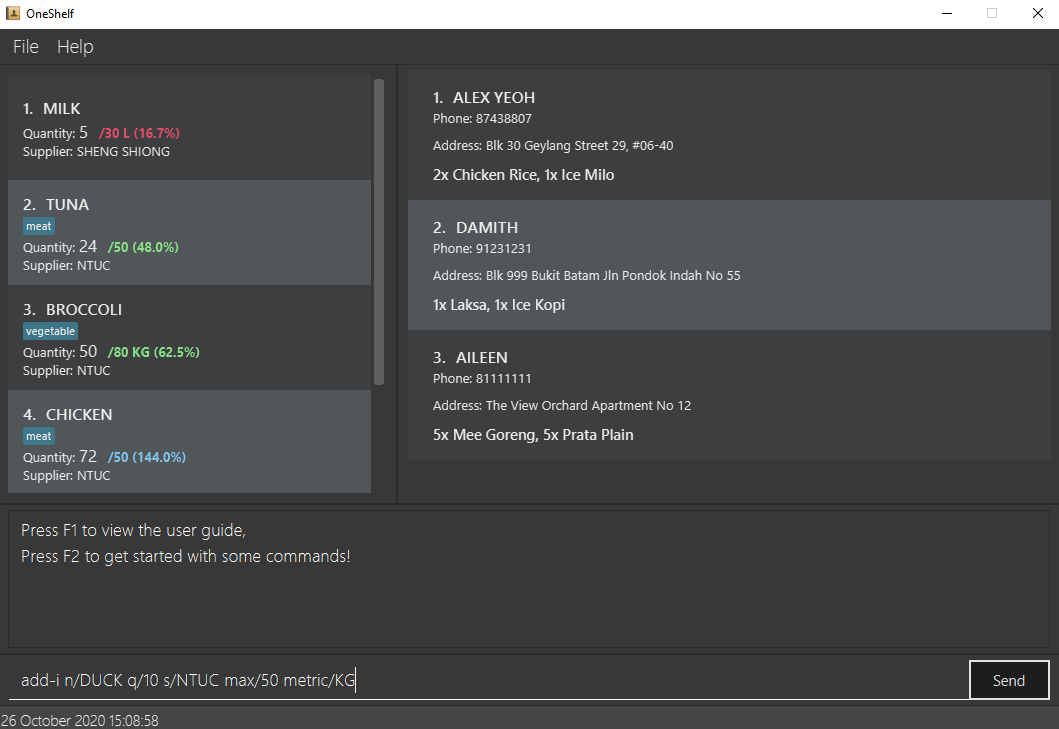 OneShelf
File Help
1. MILK
Quantity: 5 /30 L (16.7%)
Supplier: SHENG SHIONG
2. TUNA
meat
Quantity: 24 /50 (48.0%)
Supplier: NTUC
3. BROCCOLI
vegetable
Quantity: 50 /80 KG (62.5%)
Supplier: NTUC
4. CHICKEN
meat
Quantity: 72 /50 (144.0%)
Supplier: NTUC
1. ALEX YEOH
Phone: 87438807
Address: Blk 30 Geylang Street 29, #06-40
2x Chicken Rice, 1x Ice Milo
2. DAMITH
Phone: 91231231
Address: Blk 999 Bukit Batam Jln Pondok Indah No 55
1x Laksa, 1x Ice Kopi
3. AILEEN
Phone: 81111111
Address: The View Orchard Apartment No 12
5x Mee Goreng, 5x Prata Plain
Press F1 to view the user guide,
Press F2 to get started with some commands!
add-i n/DUCK q/10 s/NTUC max/50 metric/KG
Send
26 October 2020 15:08:58